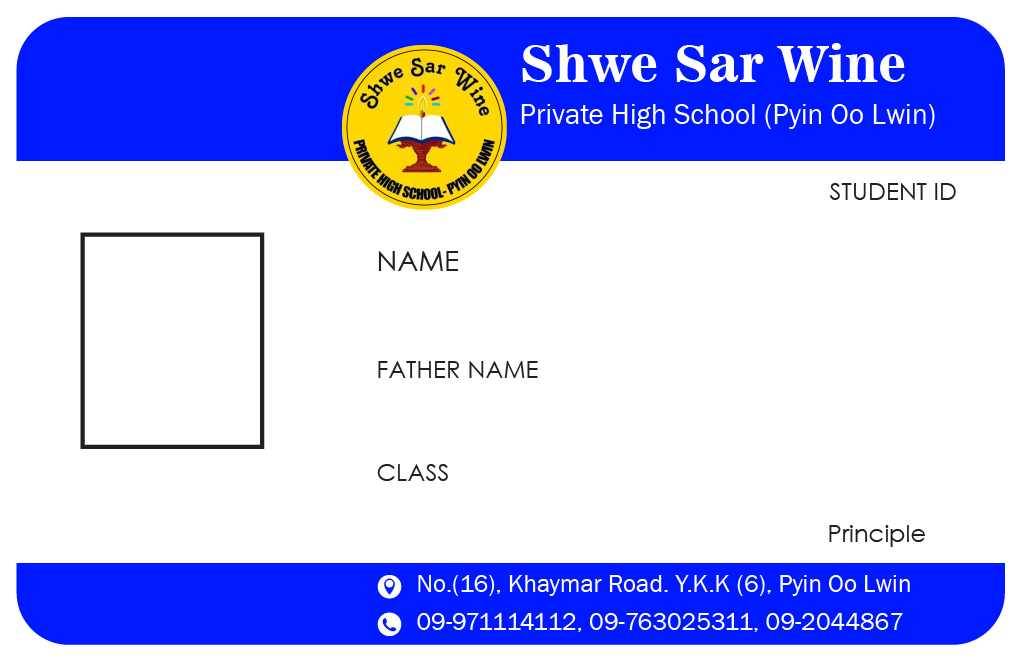 Shwe Sar Wine
Private High School (Pyin Oo Lwin)
Shwe Sar Wine
PRIVATE HIGH SCHOOL- PYIN OO LWIN
STUDENT ID
NAME
FATHER NAME
CLASS
Principle
No.(16), Khaymar Road. Y.K.K (6), Pyin Oo Lwin
09-971114112, 09-763025311, 09-2044867